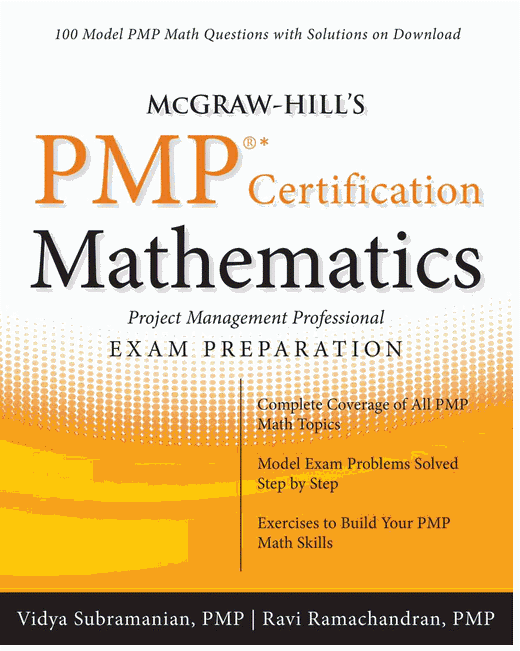 100 Model PMP Math Questions with Solutions on Download
McGRAW-HILL'S
PMP®*
Certification
Mathematics
Project Management Professional
EXAM PREPARATION
Complete Coverage of All PMP
Math Topics
Model Exam Problems Solved
Step by Step
Exercises to Build Your PMP
Math Skills
Vidya Subramanian, PMP | Ravi Ramachandran, PMP